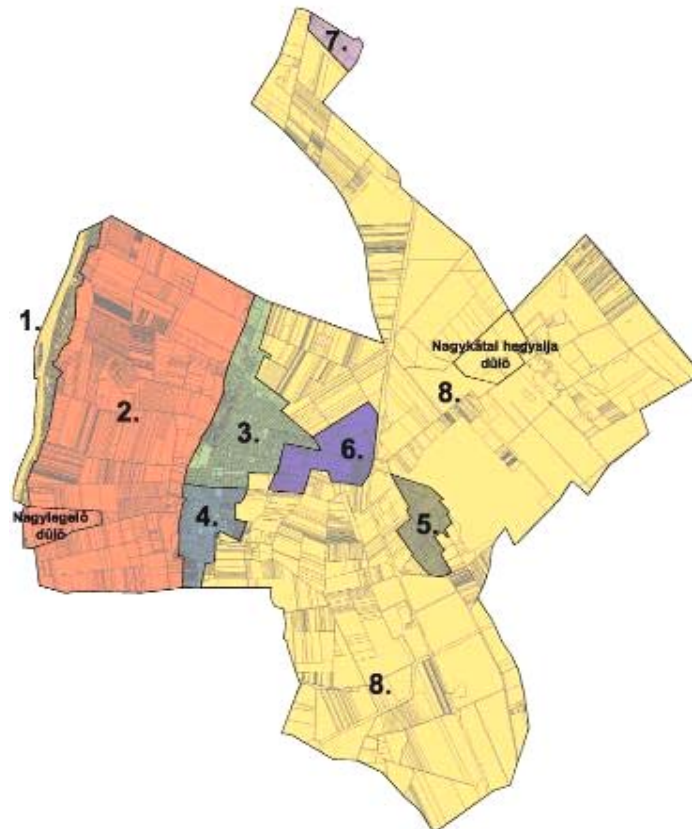 7.
1.
Nagykátai hegyalja
dűlő
8.
2.
3.
6.
Nagylegelő
dűlő
4.
5.
8.